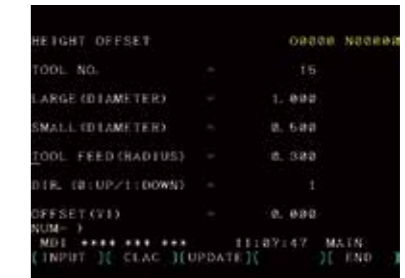 HEIGHT OFFSET O0000 N00000
TOOL NO. = 15
LARGE(DIAMETER) = 1.000
SMALL(DIAMETER) = 0.500
TOOL FEED(RADIUS) = 0.300
DIR. (0:UP/1:DOWN) = 1
OFFSET(Y1) = 0.000
NUM= )
MDI **** *** *** 11:07:47 MAIN
[ INPUT ][ CLAC ][UPDATE][ ][ END ]